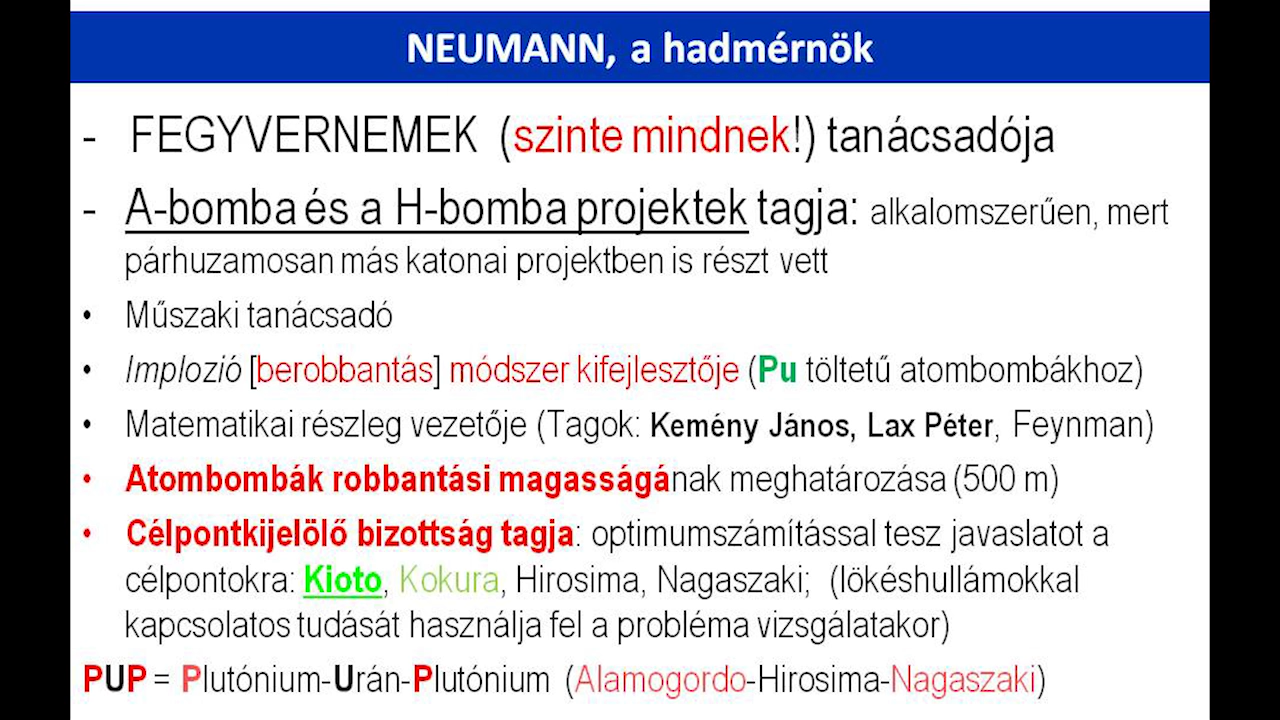 NEUMANN, a hadmérnök
- FEGYVERNEMEK (szinte mindnek!) tanácsadója
- A-bomba és a H-bomba projektek tagja: alkalomszerűen, mert
párhuzamosan más katonai projektben is részt vett
• Műszaki tanácsadó
• Implozió [berobbantás] módszer kifejlesztője (Pu töltetű atombombákhoz)
• Matematikai részleg vezetője (Tagok: Kemény János, Lax Péter, Feynman)
• Atombombák robbantási magasságának meghatározása (500 m)
• Célpontkijelölő bizottság tagja: optimumszámítással tesz javaslatot a
célpontokra: Kioto, Kokura, Hirosima, Nagaszaki; (lökéshullámokkal
kapcsolatos tudását használja fel a probléma vizsgálatakor)
PUP = Plutónium-Urán-Plutónium (Alamogordo-Hirosima-Nagaszaki)